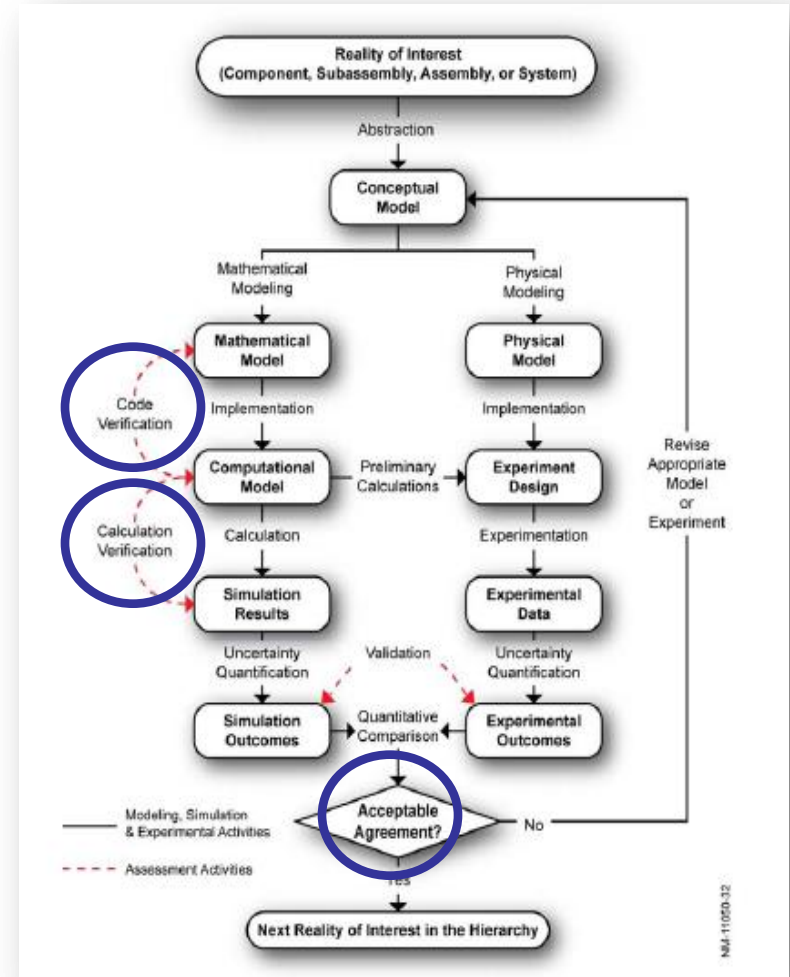 Reality of Interest
(Component, Subassembly, Assembly, or System)
Abstraction
Conceptual
Model
Mathematical
Modeling
Physical
Modeling
Mathematical
Model
Physical
Model
Code
Verification
Implementation
Implementation
Revise
Appropriate
Model
or
Experiment
Computational
Model
Preliminary
Calculations
Experiment
Design
Calculation
Verification
Calculation
Experimentation
Simulation
Results
Experimental
Data
Uncertainty
Quantification
Validation
Uncertainty
Quantification
Simulation
Outcomes
Quantitative
Comparison
Experimental
Outcomes
Modeling, Simulation
& Experimental Activities
Acceptable
Agreement?
No
Assessment Activities
Yes
Next Reality of Interest in the Hierarchy
NM-11050-32